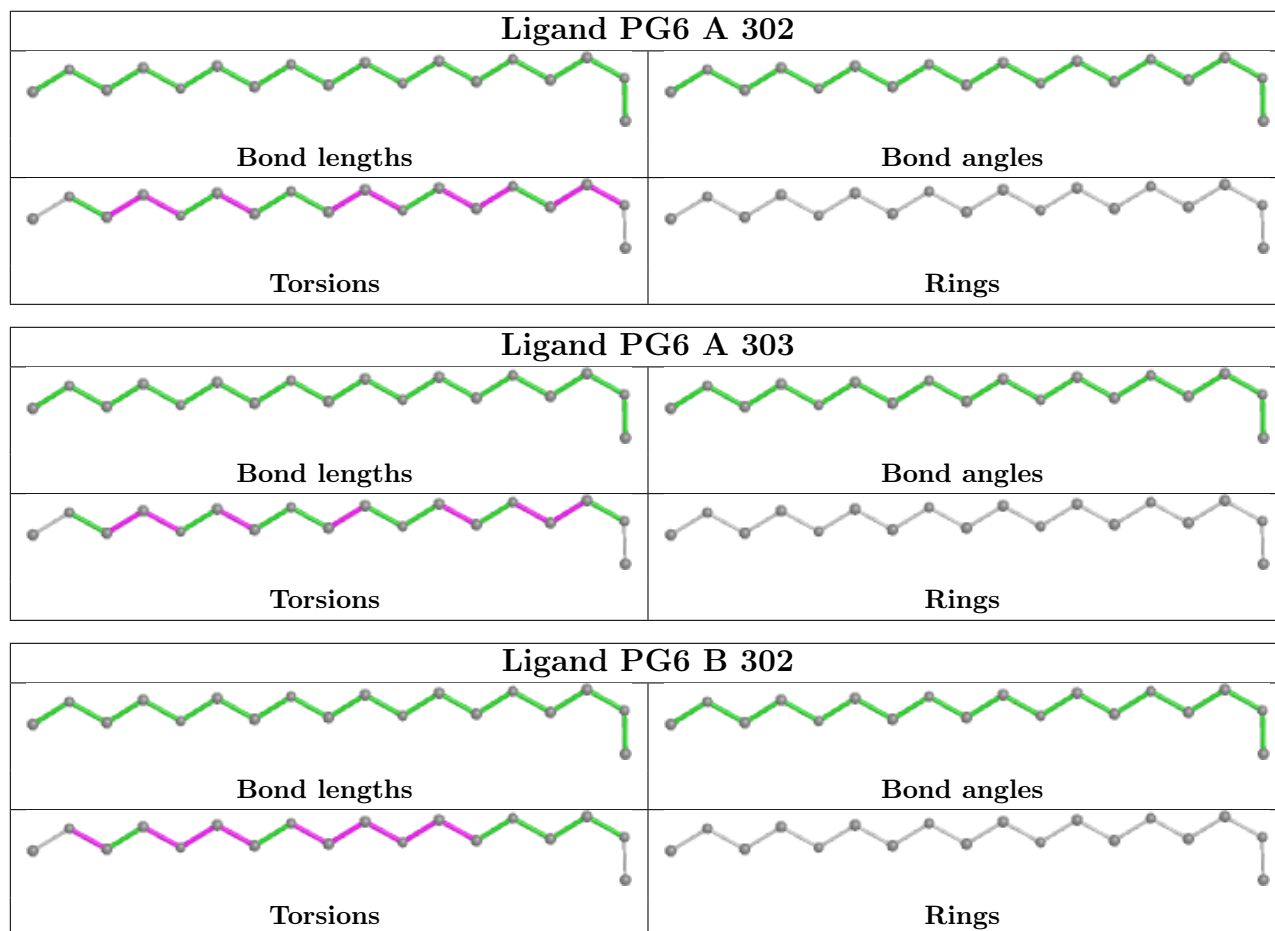 Ligand PG6 A 302
Bond lengths
Bond angles
Torsions
Rings
Ligand PG6 A 303
Bond lengths
Bond angles
Torsions
Rings
Ligand PG6 B 302
Bond lengths
Bond angles
Torsions
Rings